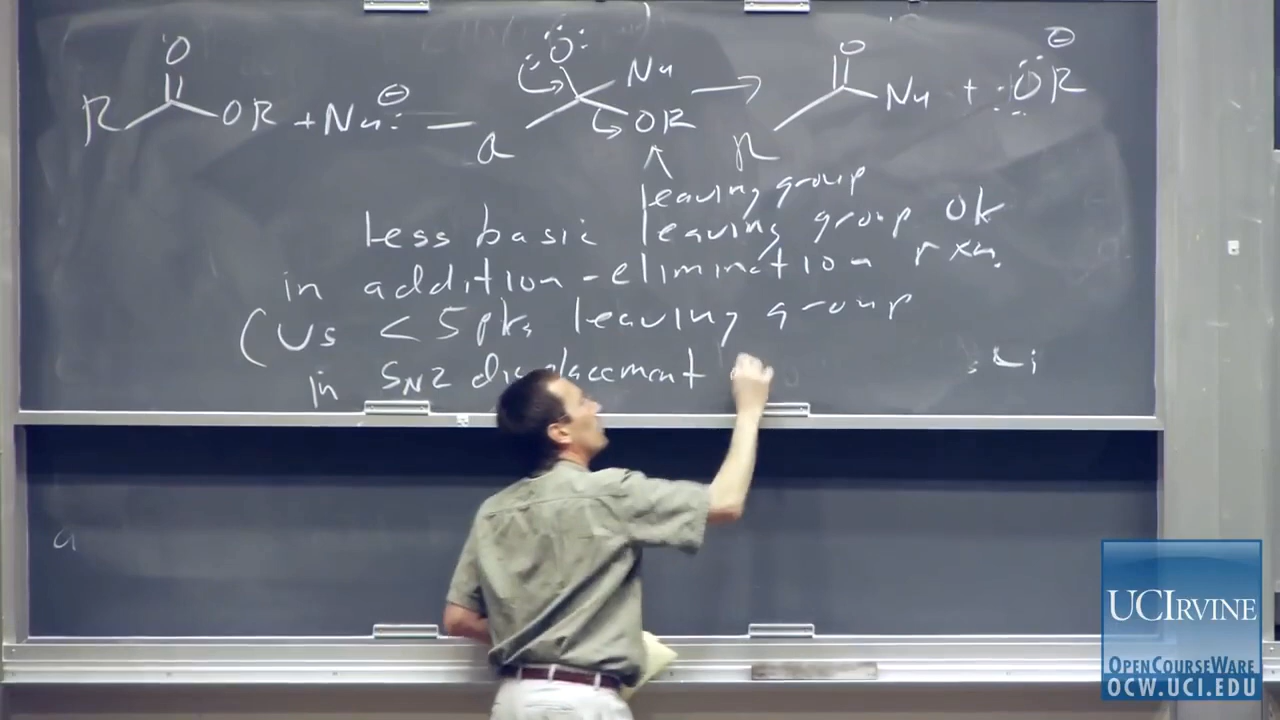 O :O: O ⊖
R OR + Nu:⊖ — R Nu OR → R Nu + :OR
leaving group
Less basic leaving group ok
in addition-elimination rxn.
(Vs < 5 pka leaving group
in SN2 displacement
UCIRVINE
OPENCOURSEWARE
OCW.UCI.EDU